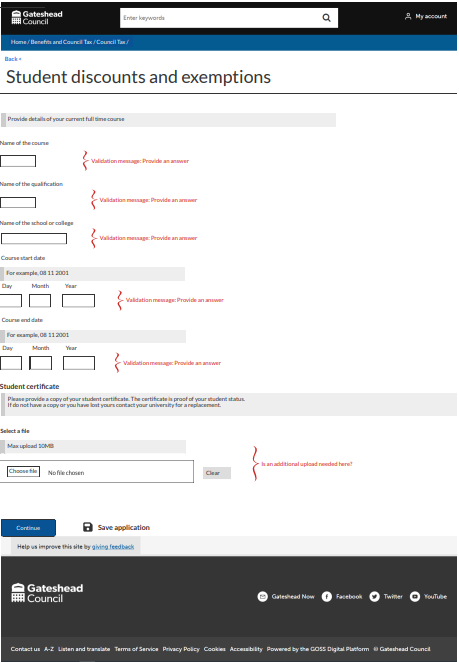 Gateshead
Council
Enter keywords
My account
Home / Benefits and Council Tax / Council Tax /
Back
Student discounts and exemptions
Provide details of your current full time course
Name of the course
Validation message: Provide an answer
Name of the qualification
Validation message: Provide an answer
Name of the school or college
Validation message: Provide an answer
Course start date
For example, 08 11 2001
Day Month Year
Validation message: Provide an answer
Course end date
For example, 08 11 2001
Day Month Year
Validation message: Provide an answer
Student certificate
Please provide a copy of your student certificate. The certificate is proof of your student status.
If do not have a copy or you have lost yours contact your university for a replacement.
Select a file
Max upload 10MB
Choose file No file chosen Clear
Is an additional upload needed here?
Continue Save application
Help us improve this site by giving feedback
Gateshead
Council
Gateshead Now Facebook Twitter YouTube
Contact us A-Z Listen and translate Terms of Service Privacy Policy Cookies Accessibility Powered by the GOSS Digital Platform © Gateshead Council